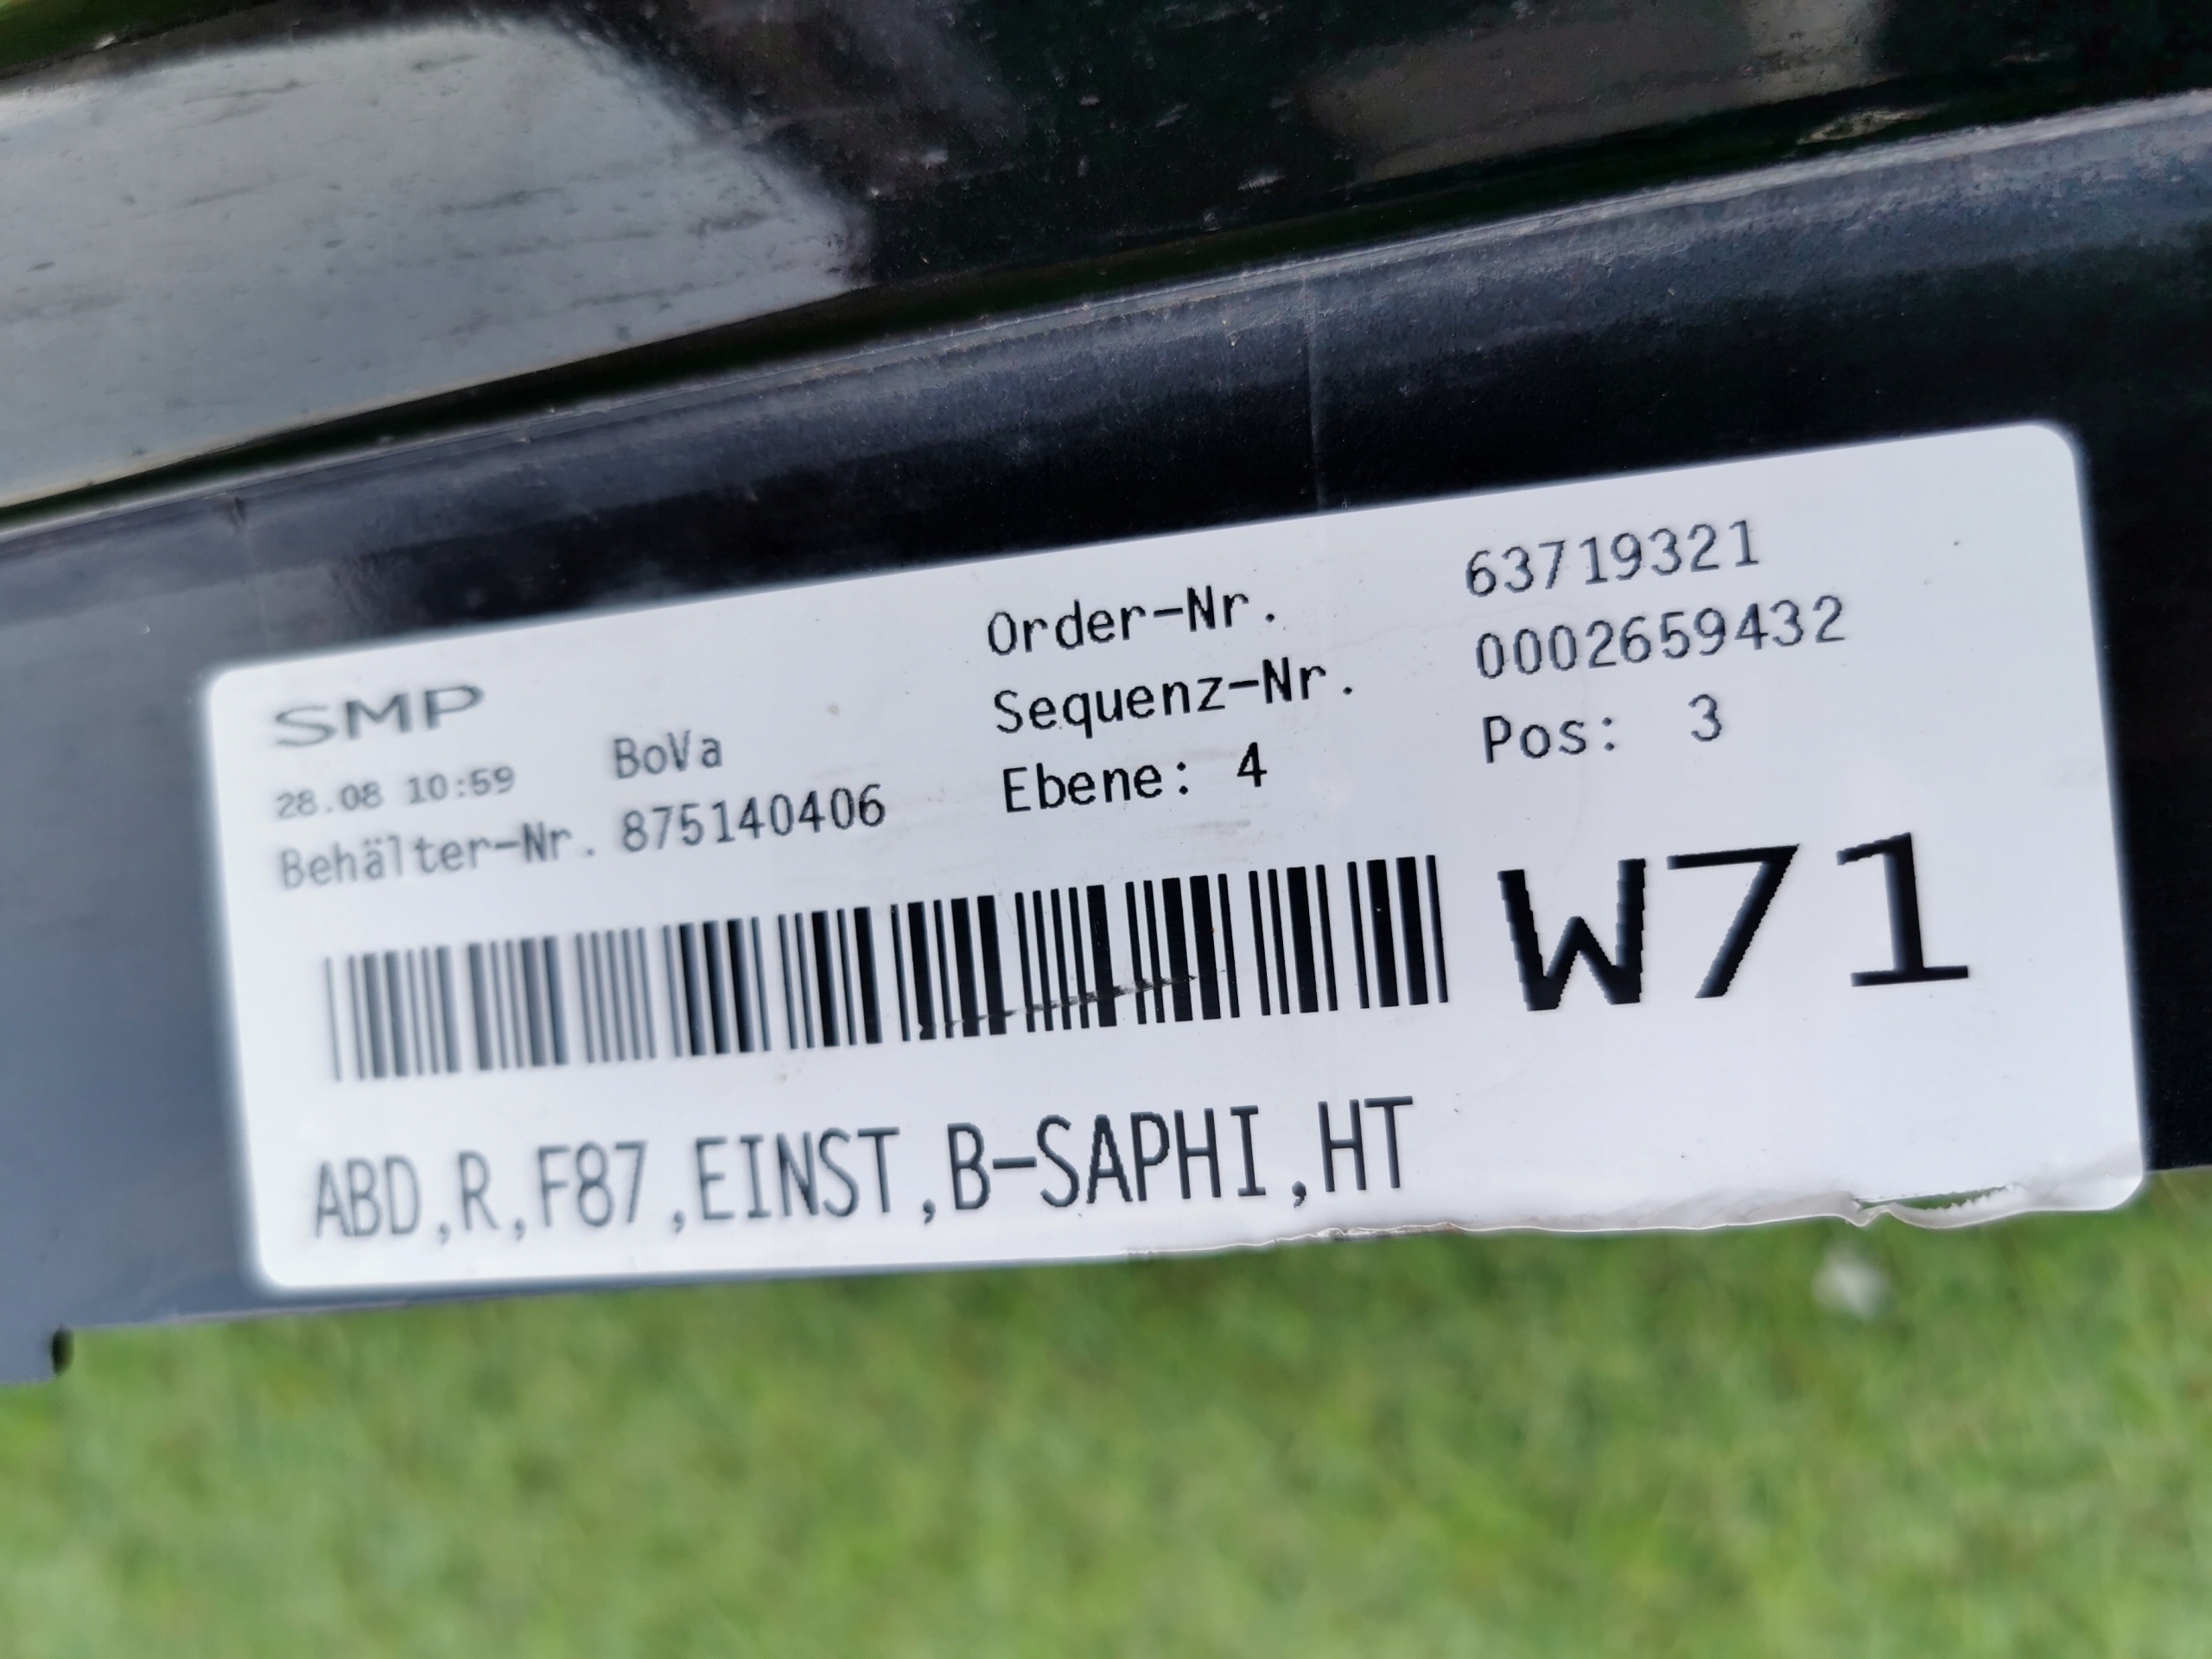 SMP
28.08 10:59 BoVa
Behälter-Nr. 875140406
Order-Nr. 63719321
Sequenz-Nr. 0002659432
Ebene: 4 Pos: 3
W71
ABD,R,F87,EINST,B-SAPHI,HT